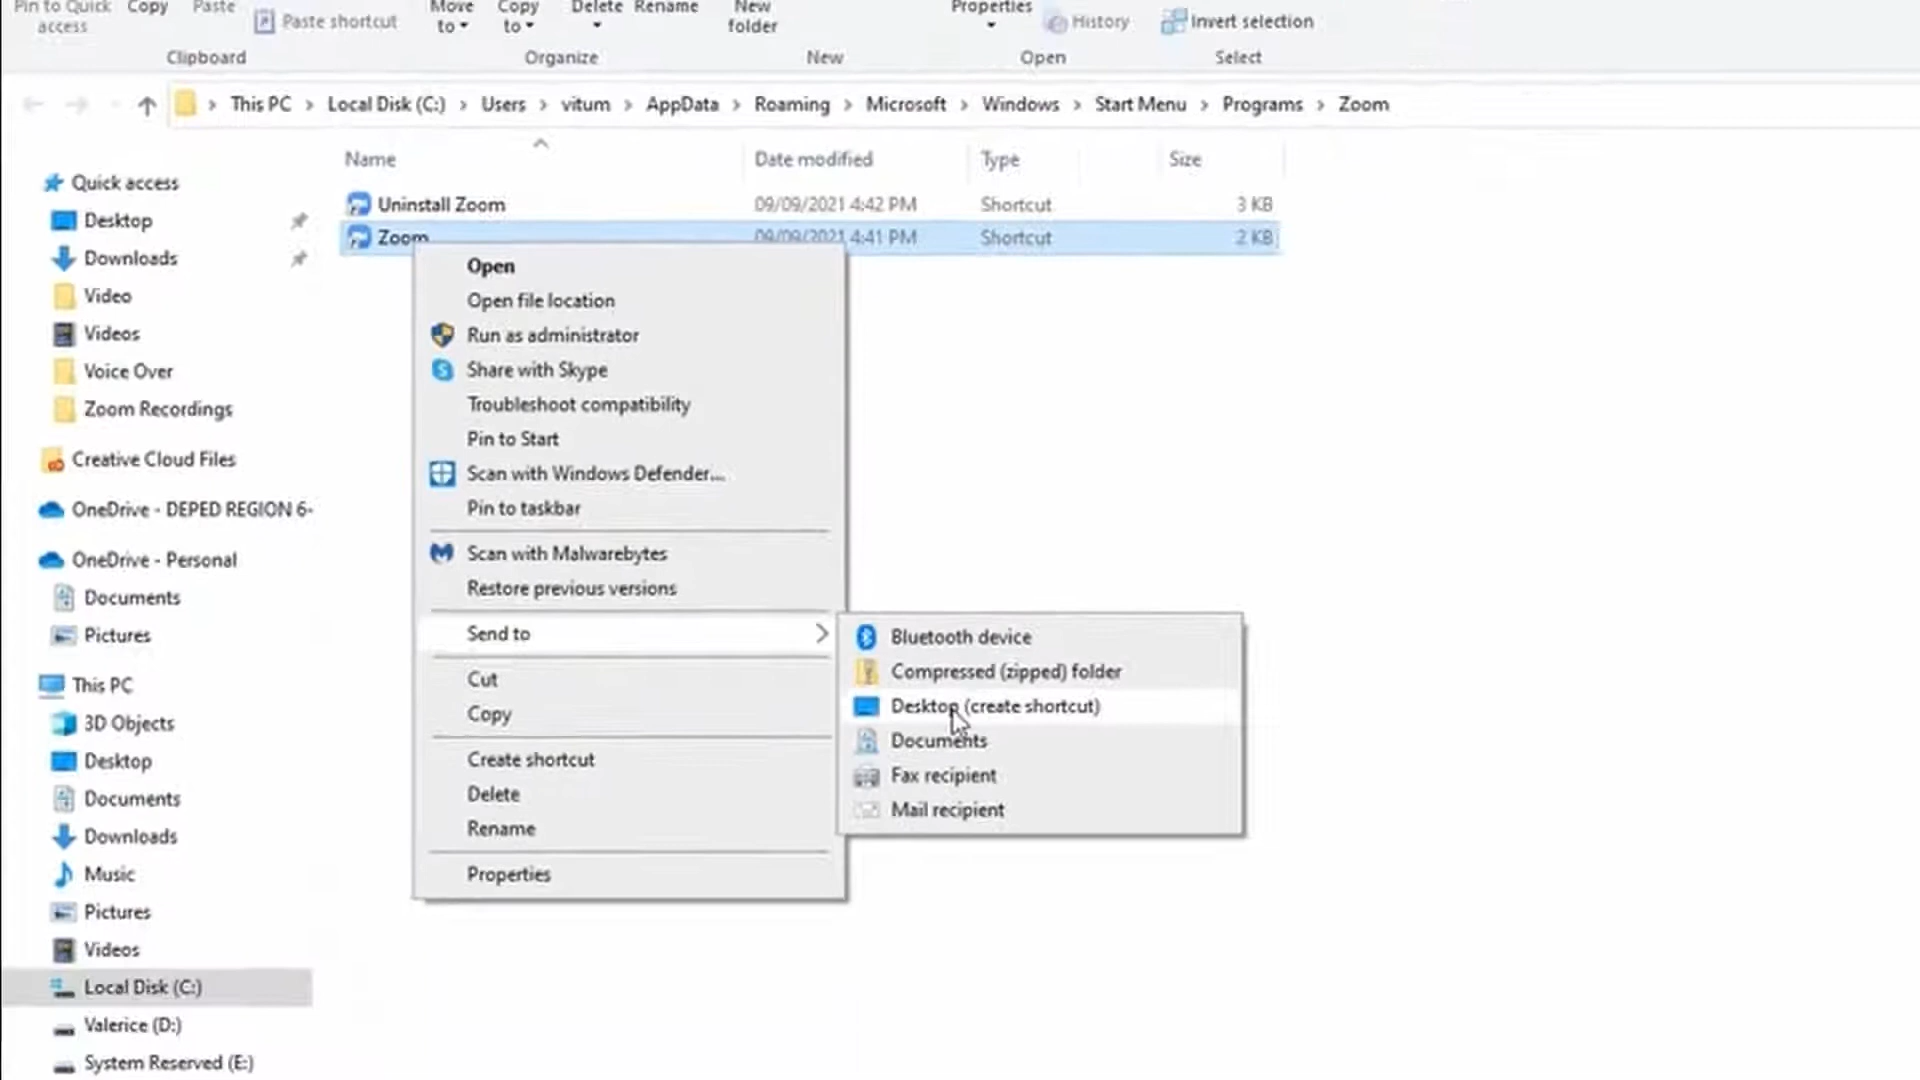 Pin to Quick access
Copy
Paste
Paste shortcut
Move to
Copy to
Delete
Rename
New folder
Properties
History
Invert selection
Clipboard
Organize
New
Open
Select
This PC > Local Disk (C:) > Users > vitum > AppData > Roaming > Microsoft > Windows > Start Menu > Programs > Zoom
Name Date modified Type Size
Uninstall Zoom 09/09/2021 4:42 PM Shortcut 3 KB
Zoom 09/09/2021 4:41 PM Shortcut 2 KB
Quick access
Desktop
Downloads
Video
Videos
Voice Over
Zoom Recordings
Creative Cloud Files
OneDrive - DEPED REGION 6-
OneDrive - Personal
Documents
Pictures
This PC
3D Objects
Desktop
Documents
Downloads
Music
Pictures
Videos
Local Disk (C:)
Valerice (D:)
System Reserved (E:)
Open
Open file location
Run as administrator
Share with Skype
Troubleshoot compatibility
Pin to Start
Scan with Windows Defender...
Pin to taskbar
Scan with Malwarebytes
Restore previous versions
Send to
Cut
Copy
Create shortcut
Delete
Rename
Properties
Bluetooth device
Compressed (zipped) folder
Desktop (create shortcut)
Documents
Fax recipient
Mail recipient